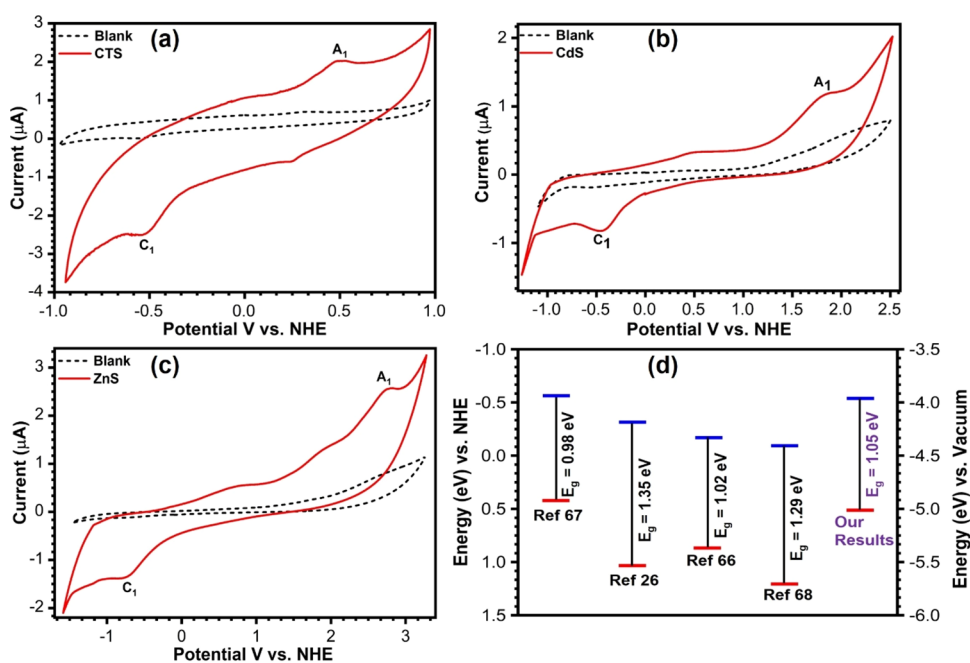 (a)
Blank
CTS
A1
C1
3
2
1
0
-1
-2
-3
-4
-1.0 -0.5 0.0 0.5 1.0
Current (μA)
Potential V vs. NHE
(b)
Blank
CdS
A1
C1
2
1
0
-1
-1.0 -0.5 0.0 0.5 1.0 1.5 2.0 2.5
Current (μA)
Potential V vs. NHE
(c)
Blank
ZnS
A1
C1
3
2
1
0
-1
-2
-1 0 1 2 3
Current (μA)
Potential V vs. NHE
(d)
-1.0
-0.5
0.0
0.5
1.0
1.5
Energy (eV) vs. NHE
Eg = 0.98 eV
Ref 67
Eg = 1.35 eV
Ref 26
Eg = 1.02 eV
Ref 66
Eg = 1.29 eV
Ref 68
Eg = 1.05 eV
Our
Results
-3.5
-4.0
-4.5
-5.0
-5.5
-6.0
Energy (eV) vs. Vacuum